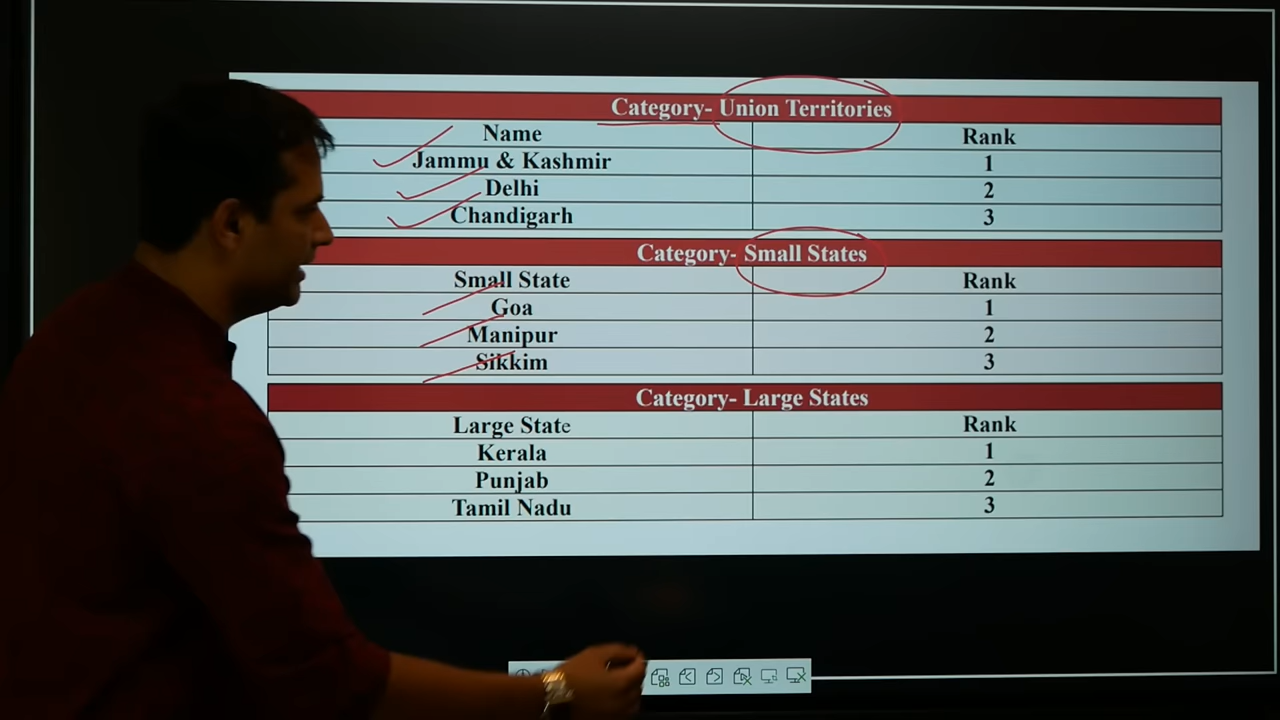 Category- Union Territories
Name Rank
Jammu & Kashmir 1
Delhi 2
Chandigarh 3
Category- Small States
Small State Rank
Goa 1
Manipur 2
Sikkim 3
Category- Large States
Large State Rank
Kerala 1
Punjab 2
Tamil Nadu 3